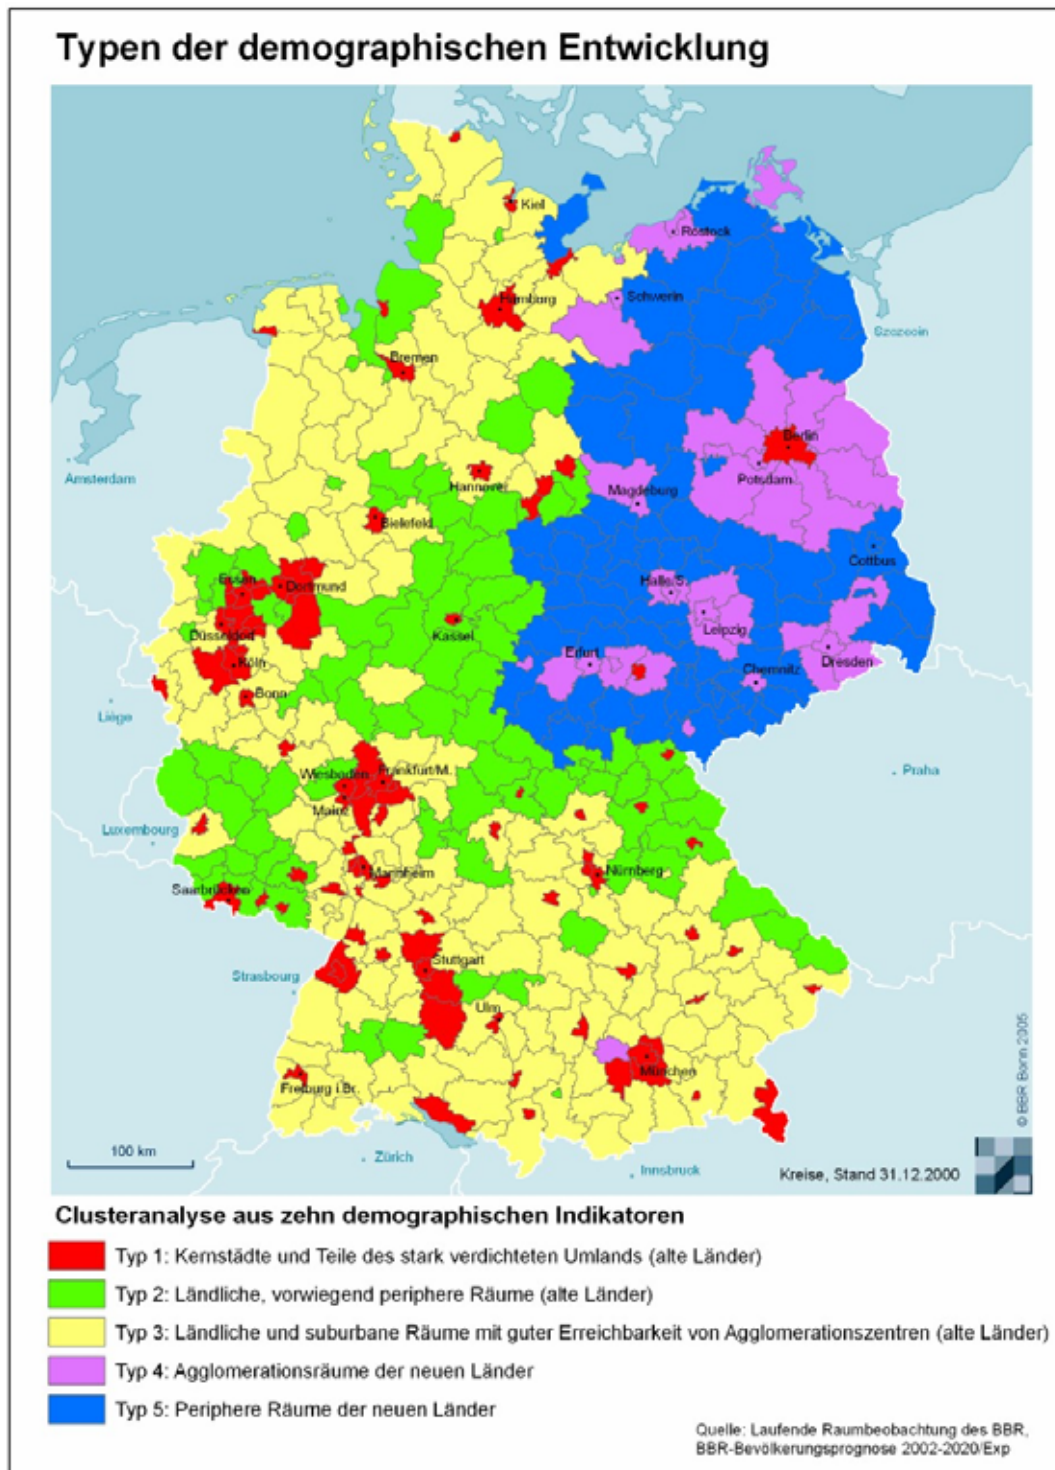 Typen der demographischen Entwicklung
Kiel
Rostock
Hamburg
Schwerin
Szczecin
Bremen
Berlin
Amsterdam
Hannover
Magdeburg
Potsdam
Bielefeld
Cottbus
Essen
Dortmund
Halle/S.
Düsseldorf
Kassel
Leipzig
Köln
Erfurt
Dresden
Chemnitz
Bonn
Liège
Wiesbaden
Frankfurt/M.
Praha
Mainz
Luxembourg
Mannheim
Nürnberg
Saarbrücken
Stuttgart
Strasbourg
Ulm
München
Freiburg i.Br.
© BBR Bonn 2005
100 km
Zürich
Innsbruck
Kreise, Stand 31.12.2000
Clusteranalyse aus zehn demographischen Indikatoren
Typ 1: Kernstädte und Teile des stark verdichteten Umlands (alte Länder)
Typ 2: Ländliche, vorwiegend periphere Räume (alte Länder)
Typ 3: Ländliche und suburbane Räume mit guter Erreichbarkeit von Agglomerationszentren (alte Länder)
Typ 4: Agglomerationsräume der neuen Länder
Typ 5: Periphere Räume der neuen Länder
Quelle: Laufende Raumbeobachtung des BBR,
BBR-Bevölkerungsprognose 2002-2020/Exp